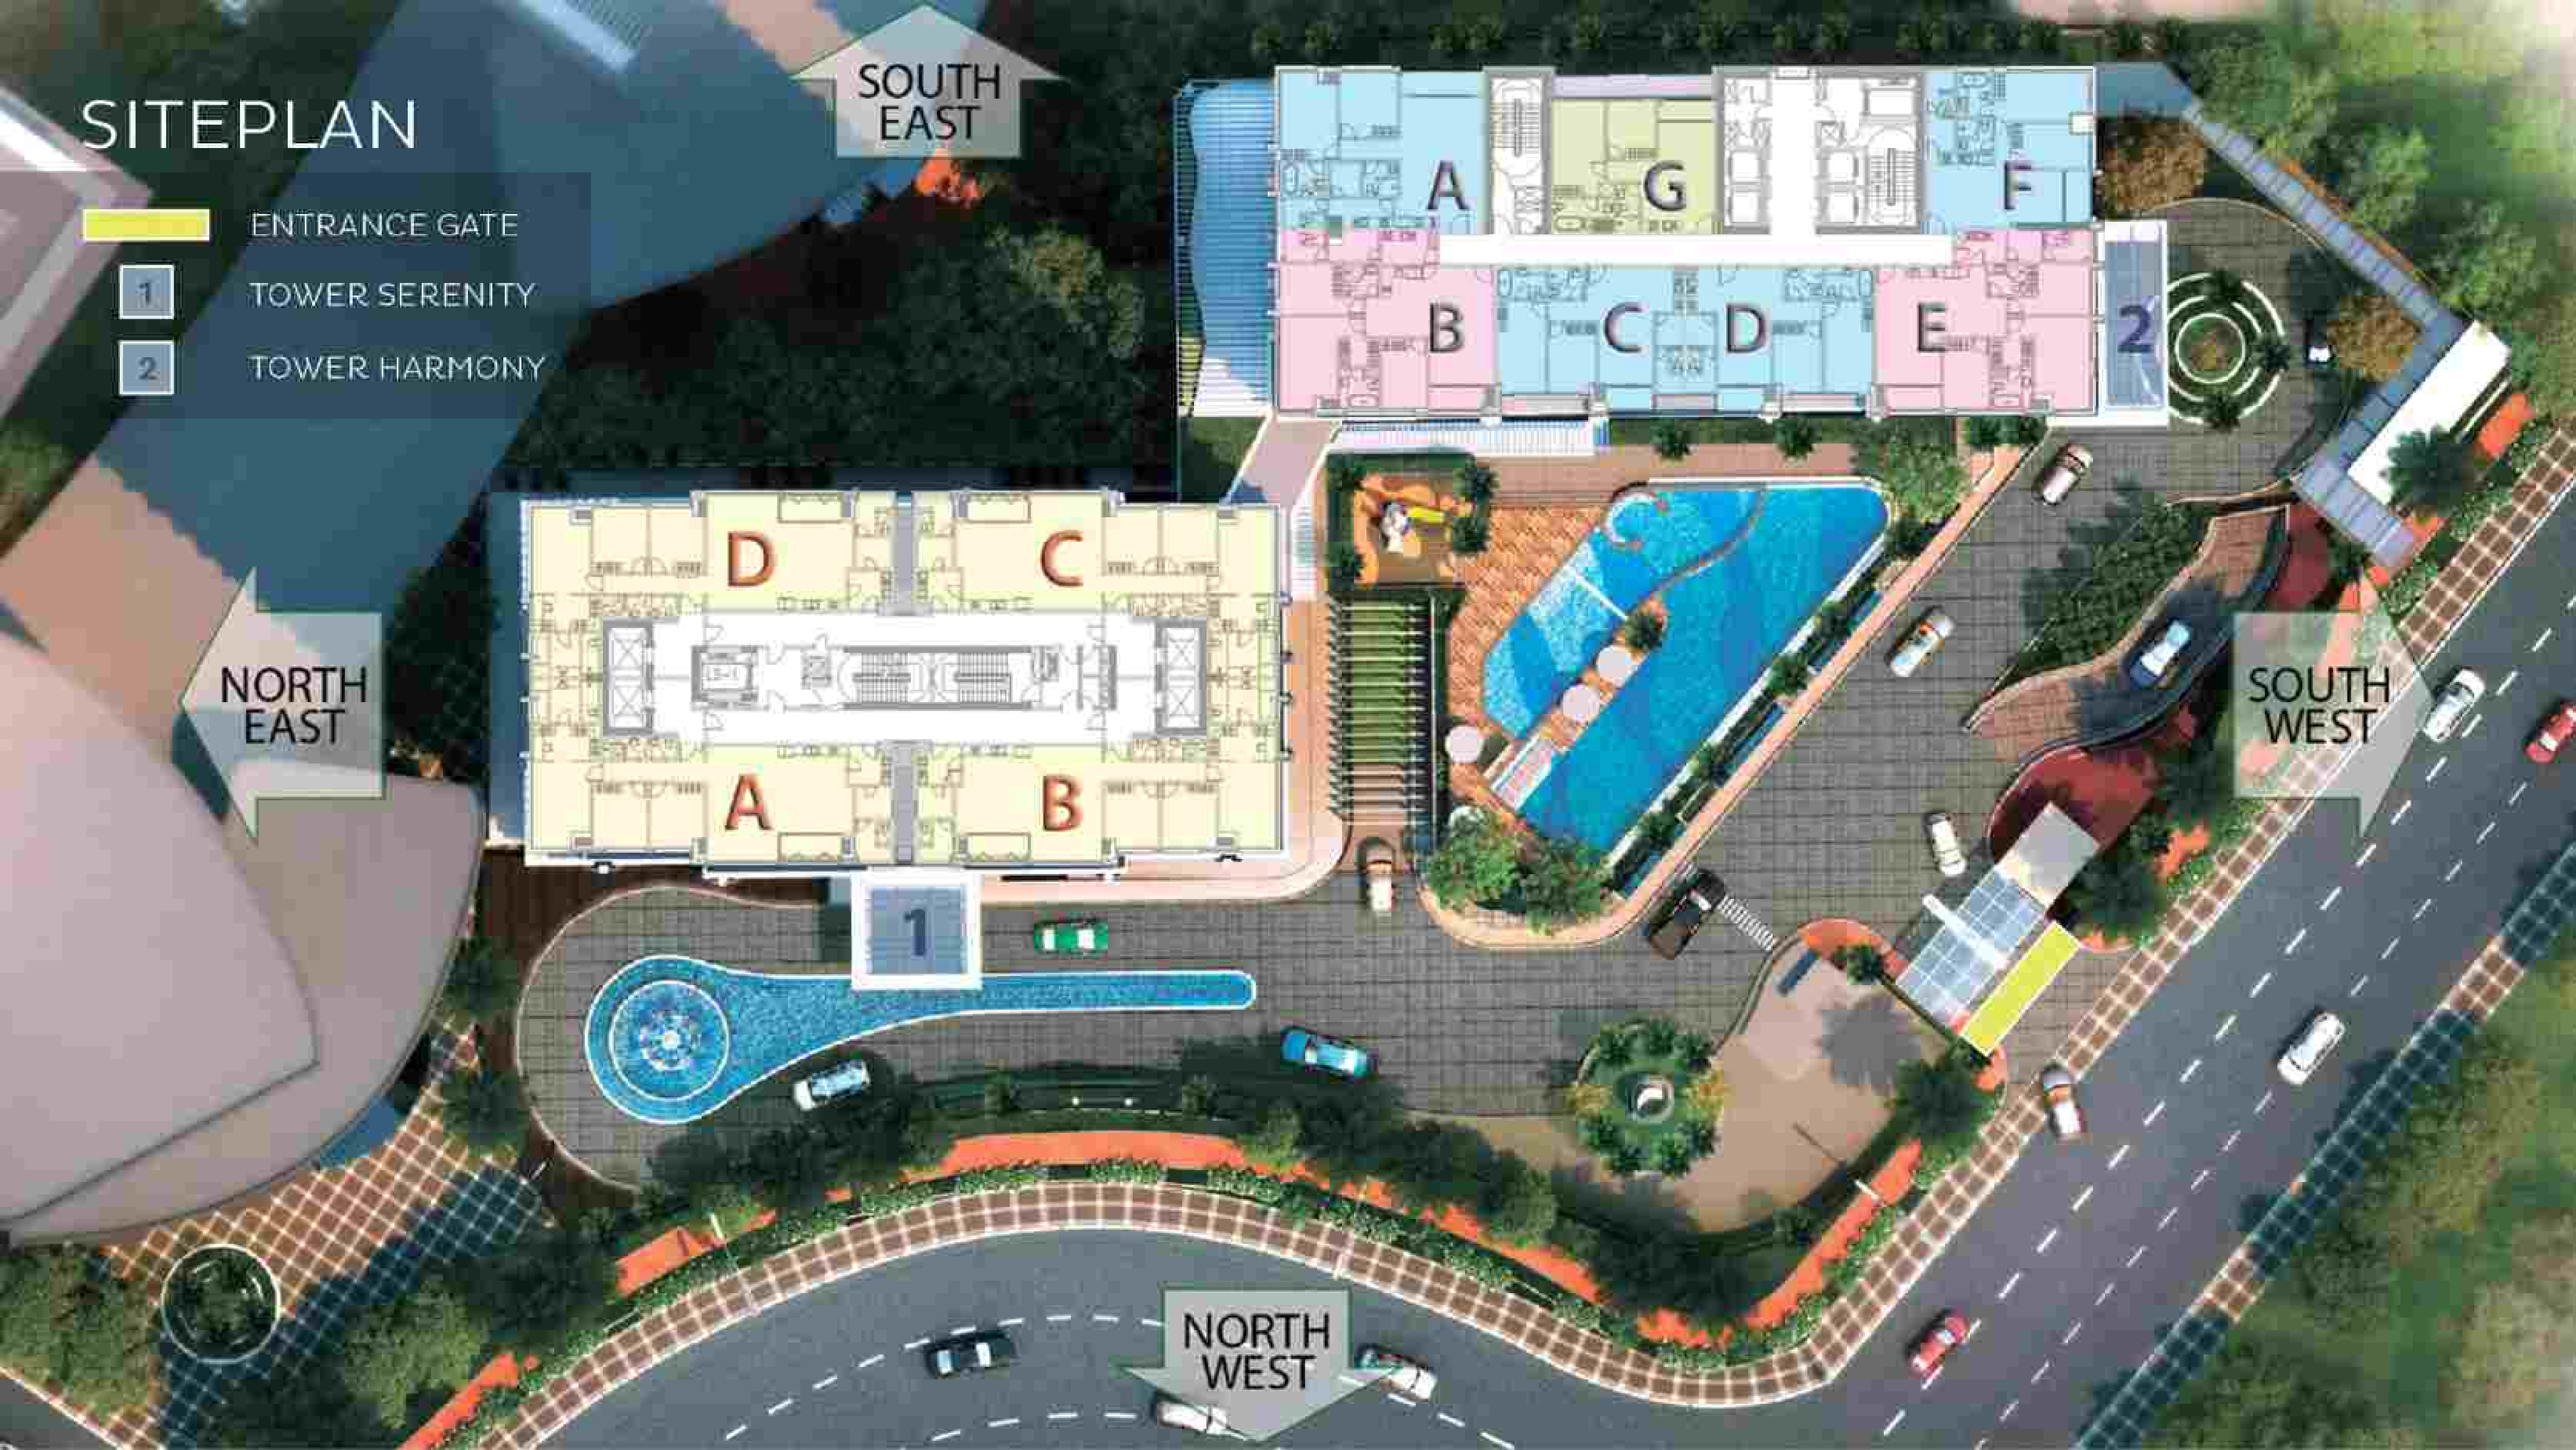 SITEPLAN
ENTRANCE GATE
1 TOWER SERENITY
2 TOWER HARMONY
SOUTH
EAST
A
G
F
B
C
D
E
2
D
C
A
B
1
NORTH
EAST
SOUTH
WEST
NORTH
WEST